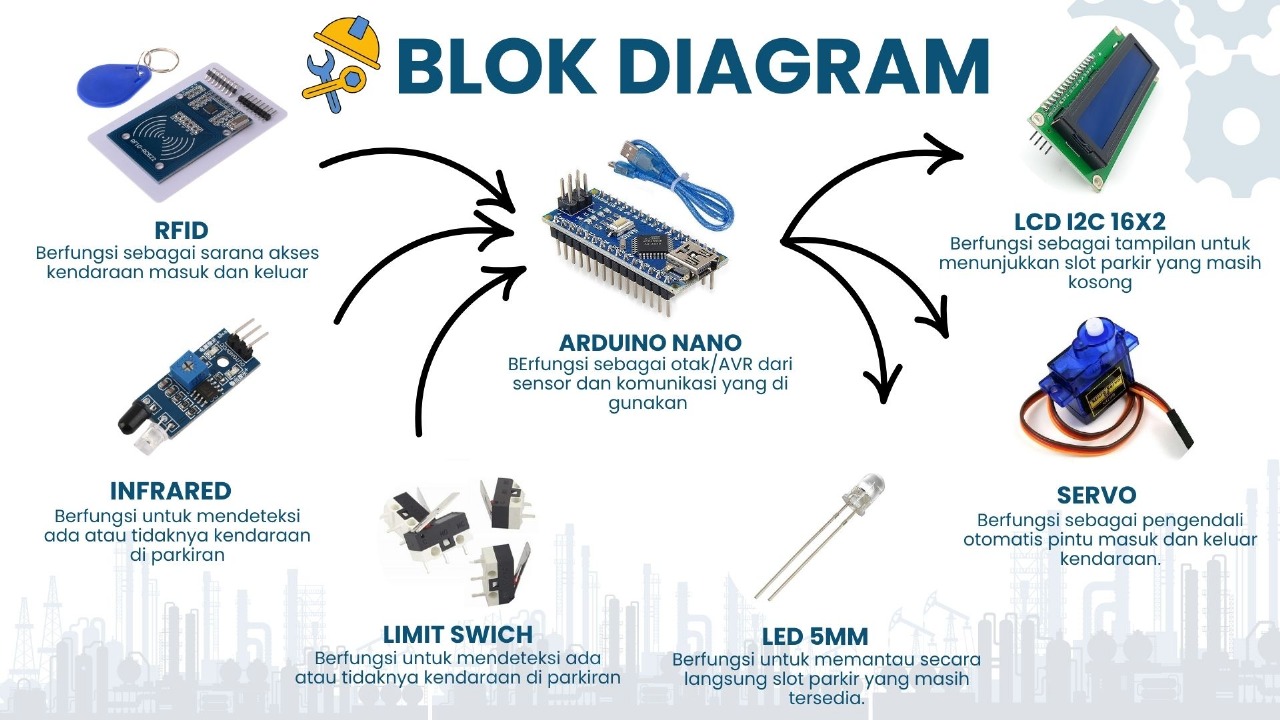 BLOK DIAGRAM
RFID
Berfungsi sebagai sarana akses
kendaraan masuk dan keluar
INFRARED
Berfungsi untuk mendeteksi
ada atau tidaknya kendaraan
di parkiran
LIMIT SWICH
Berfungsi untuk mendeteksi ada
atau tidaknya kendaraan di parkiran
ARDUINO NANO
BErfungsi sebagai otak/AVR dari
sensor dan komunikasi yang di
gunakan
LED 5MM
Berfungsi untuk memantau secara
langsung slot parkir yang masih
tersedia.
LCD I2C 16X2
Berfungsi sebagai tampilan untuk
menunjukkan slot parkir yang masih
kosong
SERVO
Berfungsi sebagai pengendali
otomatis pintu masuk dan keluar
kendaraan.